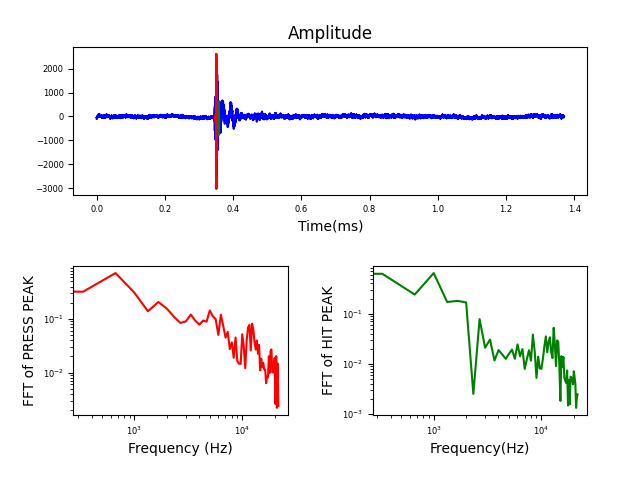 Amplitude
2000
1000
0
−1000
−2000
−3000
0.0 0.2 0.4 0.6 0.8 1.0 1.2 1.4
Time(ms)
FFT of PRESS PEAK
10⁻¹
10⁻²
10³ 10⁴
Frequency (Hz)
FFT of HIT PEAK
10⁻¹
10⁻²
10⁻³
10³ 10⁴
Frequency(Hz)